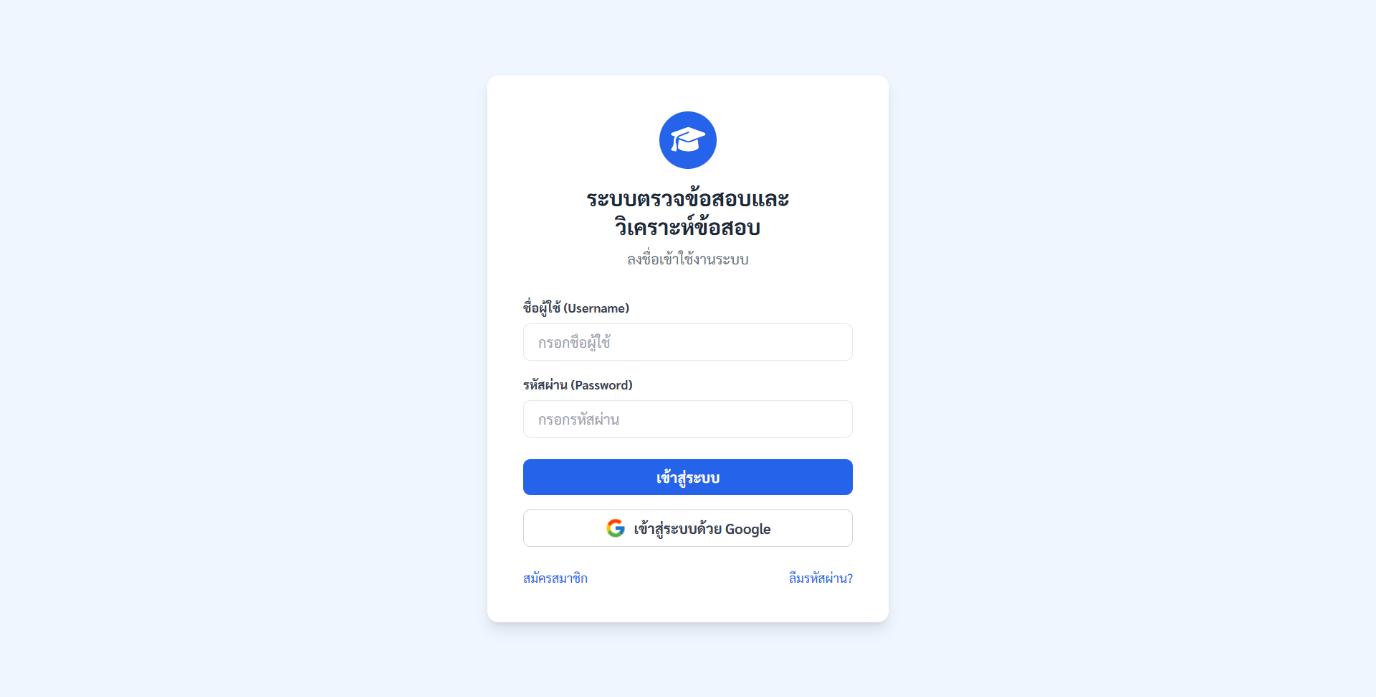 ระบบตรวจข้อสอบและ
วิเคราะห์ข้อสอบ
ลงชื่อเข้าใช้งานระบบ
ชื่อผู้ใช้ (Username)
กรอกชื่อผู้ใช้
รหัสผ่าน (Password)
กรอกรหัสผ่าน
เข้าสู่ระบบ
เข้าสู่ระบบด้วย Google
สมัครสมาชิก
ลืมรหัสผ่าน?